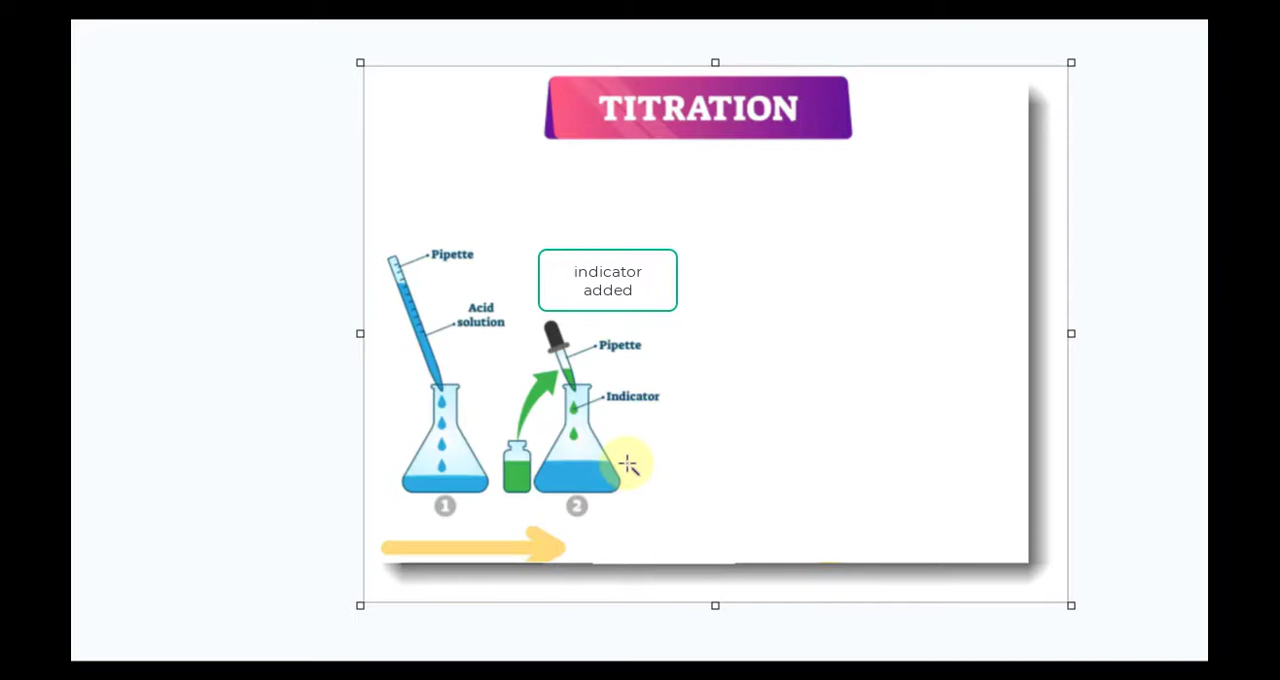 TITRATION
Pipette
Acid
solution
indicator
added
Pipette
Indicator
1
2